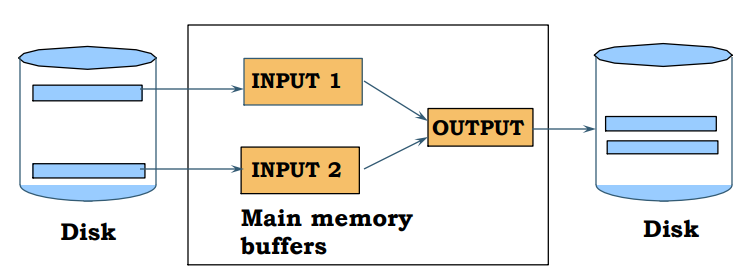 INPUT 1
OUTPUT
INPUT 2
Main memory
buffers
Disk
Disk